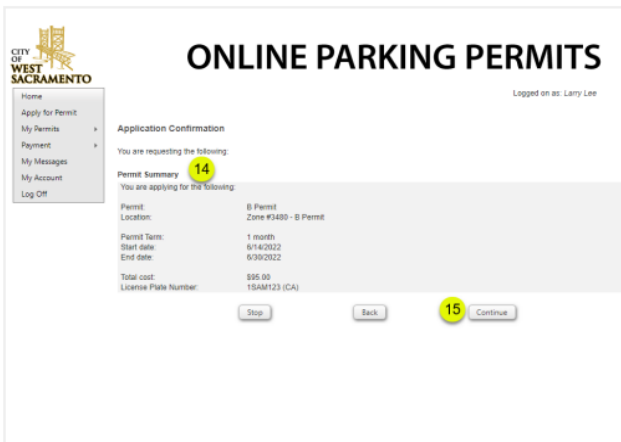 CITY
OF
WEST
SACRAMENTO
ONLINE PARKING PERMITS
Logged on as: Larry Lee
Home
Apply for Permit
My Permits
Payment
My Messages
My Account
Log Off
Application Confirmation
You are requesting the following:
Permit Summary 14
You are applying for the following:
Permit: B Permit
Location: Zone #3480 - B Permit
Permit Term: 1 month
Start date: 6/14/2022
End date: 6/30/2022
Total cost: $95.00
License Plate Number: 1SAM123 (CA)
Stop Back 15 Continue